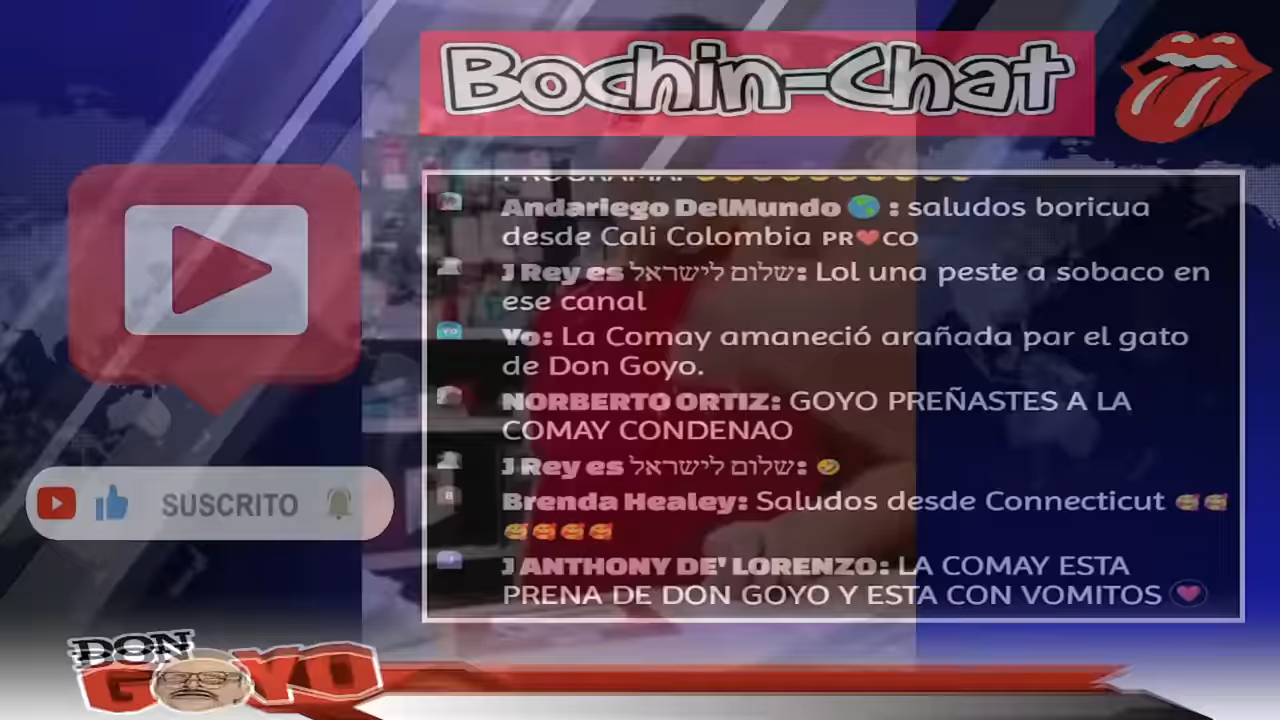 Bochin-Chat
PROGRAMA!
Andariego DelMundo 🌎 : saludos boricua
desde Cali Colombia PR❤️CO
J Rey es שלום לישראל: Lol una peste a sobaco en
ese canal
Yo: La Comay amaneció arañada par el gato
de Don Goyo.
NORBERTO ORTIZ: GOYO PREÑASTES A LA
COMAY CONDENAO
J Rey es שלום לישראל: 🤣
Brenda Healey: Saludos desde Connecticut 🥰🥰
🥰🥰🥰🥰
J ANTHONY DE' LORENZO: LA COMAY ESTA
PRENA DE DON GOYO Y ESTA CON VOMITOS 💗
SUSCRITO
DON
GOYO